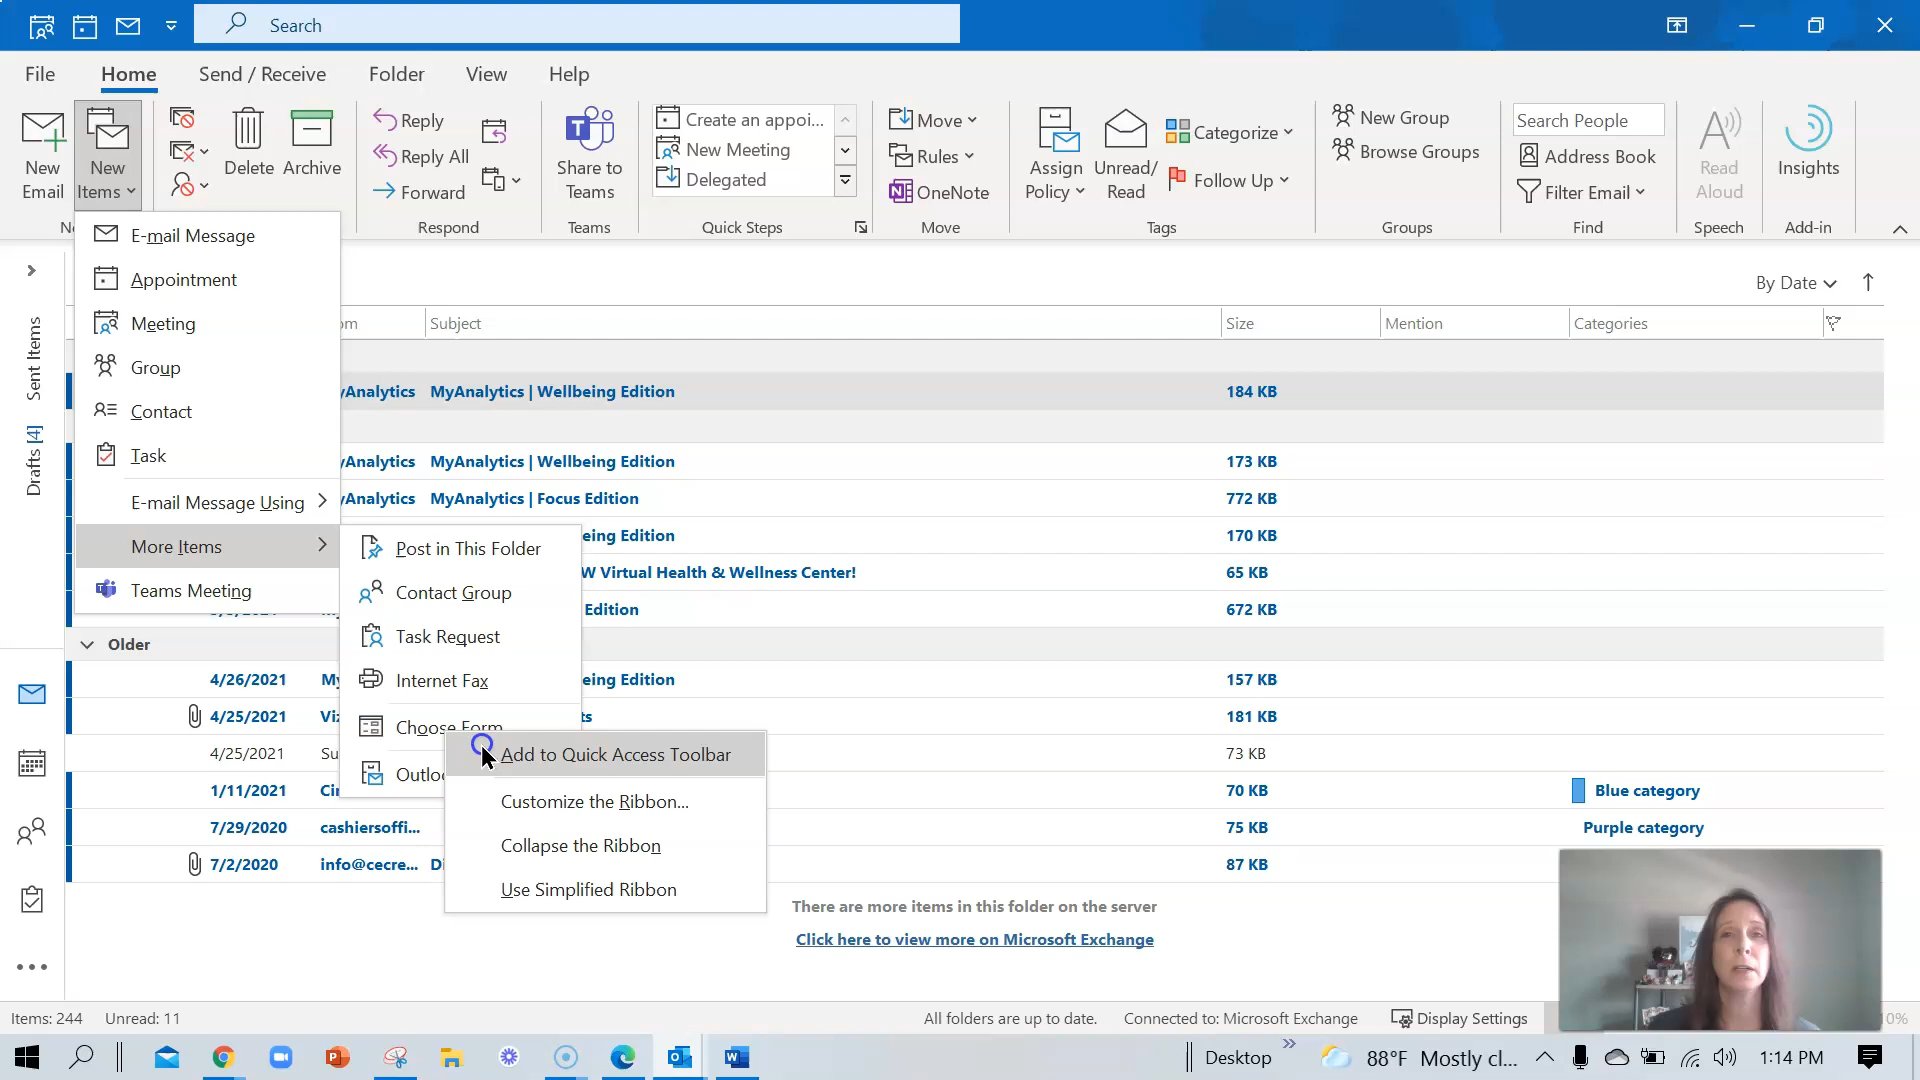 Search
File Home Send / Receive Folder View Help
New Email
New Items
Delete
Archive
Reply
Reply All
Forward
Respond
Share to Teams
Teams
Create an appoi...
New Meeting
Delegated
Quick Steps
Move
Rules
OneNote
Move
Assign Policy
Unread/ Read
Categorize
Follow Up
Tags
New Group
Browse Groups
Groups
Search People
Address Book
Filter Email
Find
Read Aloud
Speech
Insights
Add-in
E-mail Message
Appointment
Meeting
Group
Contact
Task
E-mail Message Using
More Items
Teams Meeting
Post in This Folder
Contact Group
Task Request
Internet Fax
Choose Form
Add to Quick Access Toolbar
Customize the Ribbon...
Collapse the Ribbon
Use Simplified Ribbon
Sent Items
Drafts [4]
By Date
Subject Size Mention Categories
MyAnalytics | Wellbeing Edition 184 KB
MyAnalytics | Wellbeing Edition 173 KB
MyAnalytics | Focus Edition 772 KB
170 KB
Virtual Health & Wellness Center! 65 KB
Edition 672 KB
Older
4/26/2021 Edition 157 KB
4/25/2021 181 KB
4/25/2021 73 KB
1/11/2021 70 KB Blue category
7/29/2020 cashiersoffi... 75 KB Purple category
7/2/2020 info@cecre... 87 KB
There are more items in this folder on the server
Click here to view more on Microsoft Exchange
Items: 244 Unread: 11 All folders are up to date. Connected to: Microsoft Exchange Display Settings
Desktop 88°F Mostly cl... 1:14 PM